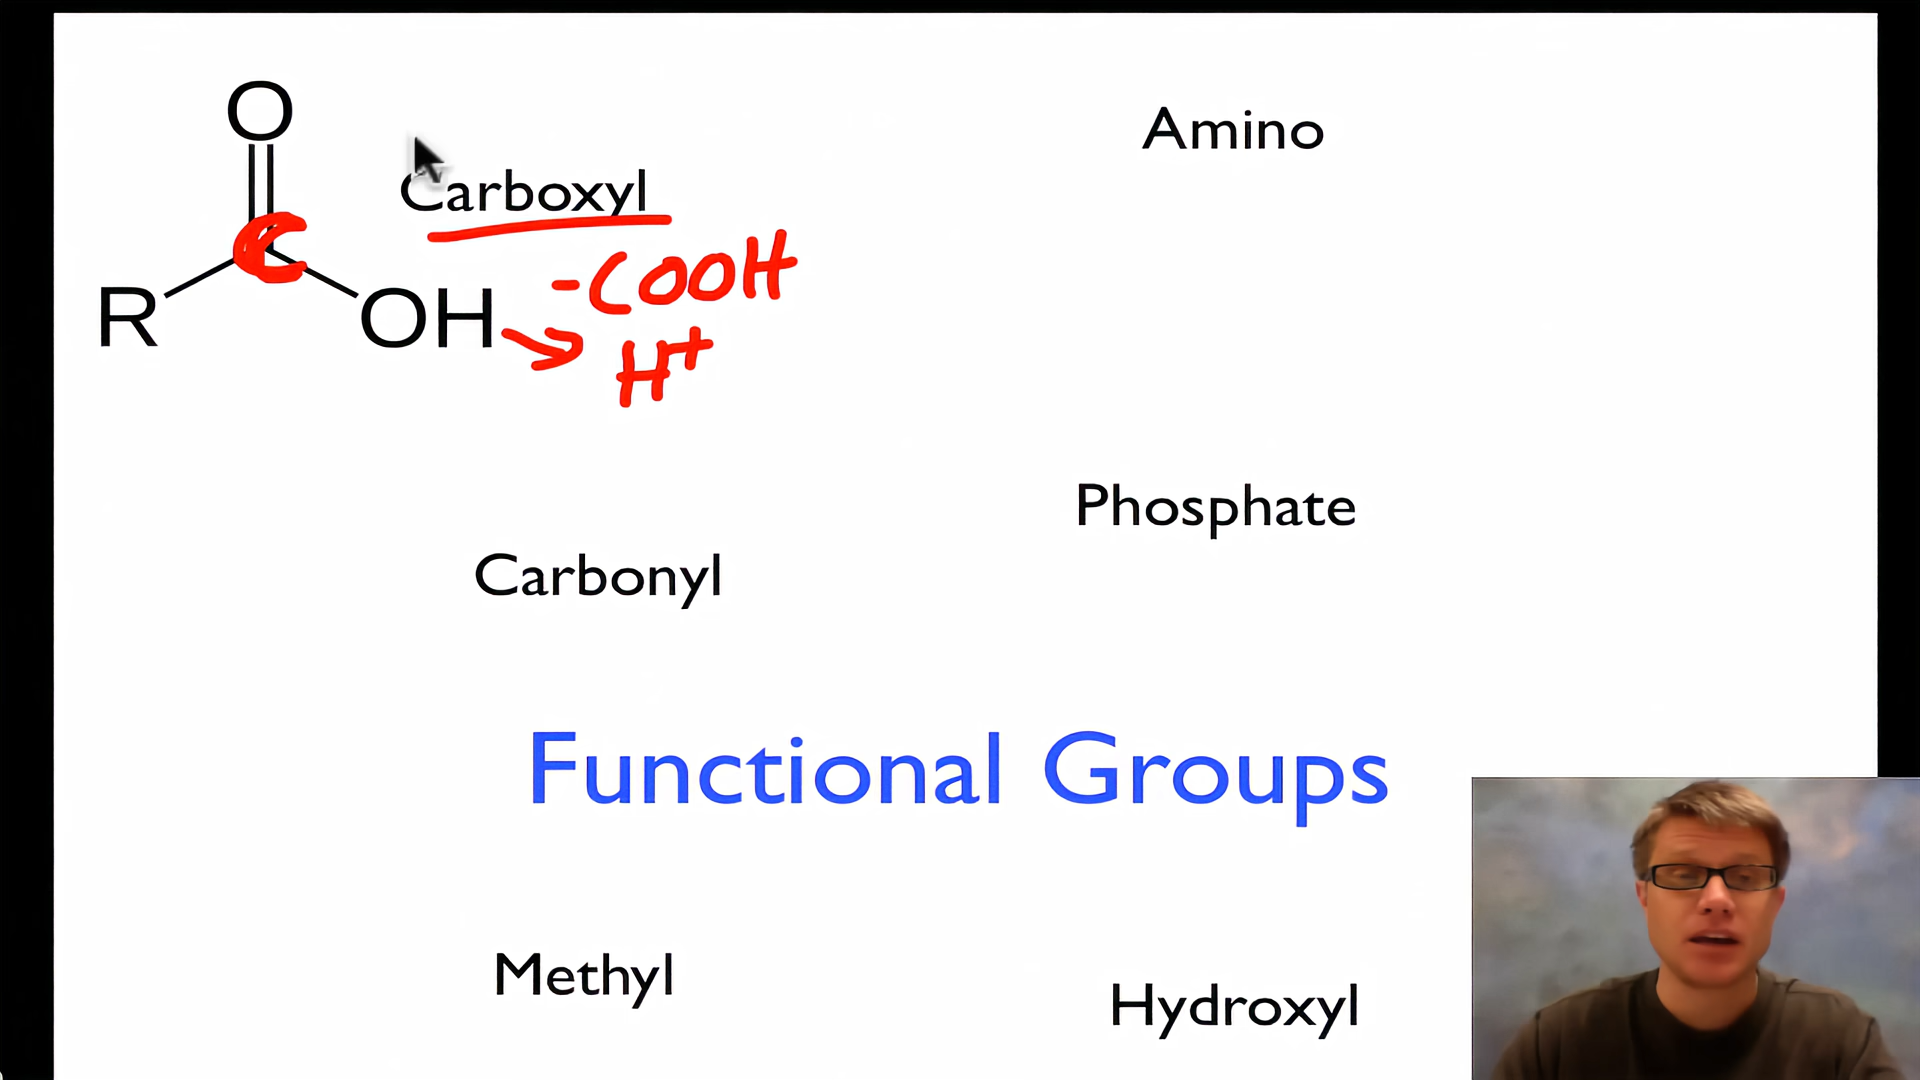 O
Carboxyl
Amino
C
R
OH
-COOH
H+
Phosphate
Carbonyl
Functional Groups
Methyl
Hydroxyl